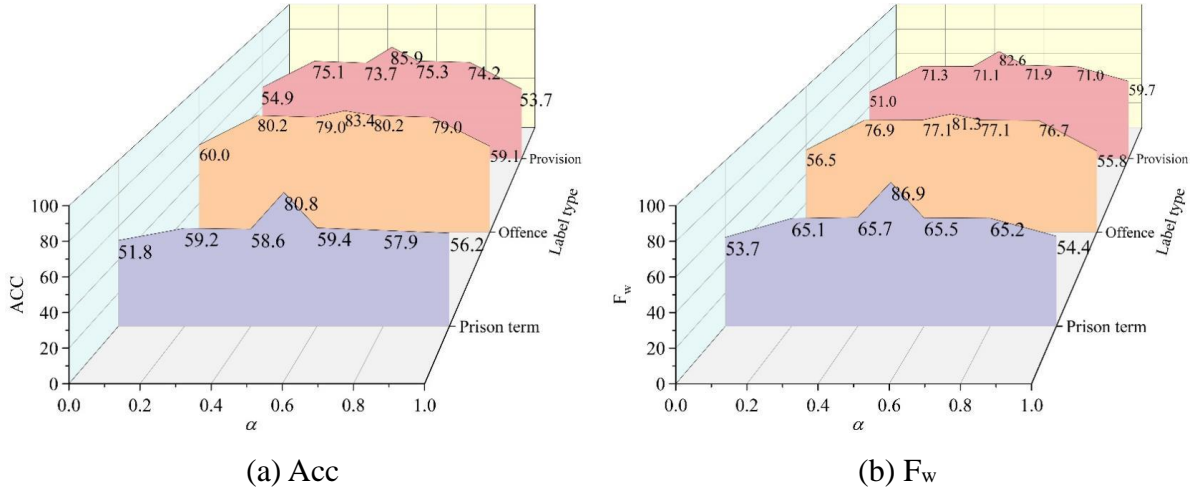 85.9
75.1 73.7 75.3 74.2
54.9 53.7
80.2 79.0 83.4 80.2 79.0
60.0 59.1 Provision
80.8
51.8 59.2 58.6 59.4 57.9 56.2
Offence
Prison term
Label type
ACC
100
80
60
40
20
0
0.0 0.2 0.4 0.6 0.8 1.0
α
(a) Acc
82.6
71.3 71.1 71.9 71.0
51.0 59.7
76.9 77.1 81.3 77.1 76.7
56.5 55.8 Provision
86.9
53.7 65.1 65.7 65.5 65.2 54.4
Offence
Prison term
Label type
Fw
100
80
60
40
20
0
0.0 0.2 0.4 0.6 0.8 1.0
α
(b) Fw